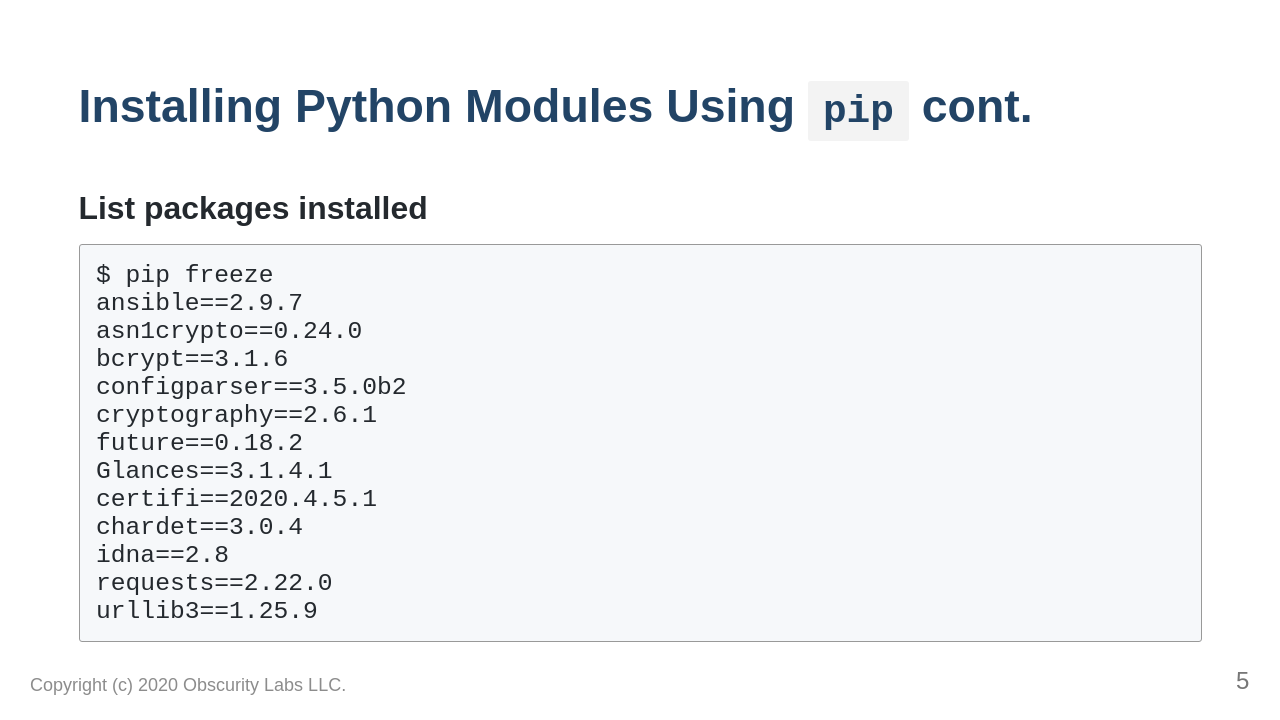 Installing Python Modules Using pip cont.
List packages installed
$ pip freeze
ansible==2.9.7
asn1crypto==0.24.0
bcrypt==3.1.6
configparser==3.5.0b2
cryptography==2.6.1
future==0.18.2
Glances==3.1.4.1
certifi==2020.4.5.1
chardet==3.0.4
idna==2.8
requests==2.22.0
urllib3==1.25.9
Copyright (c) 2020 Obscurity Labs LLC.
5